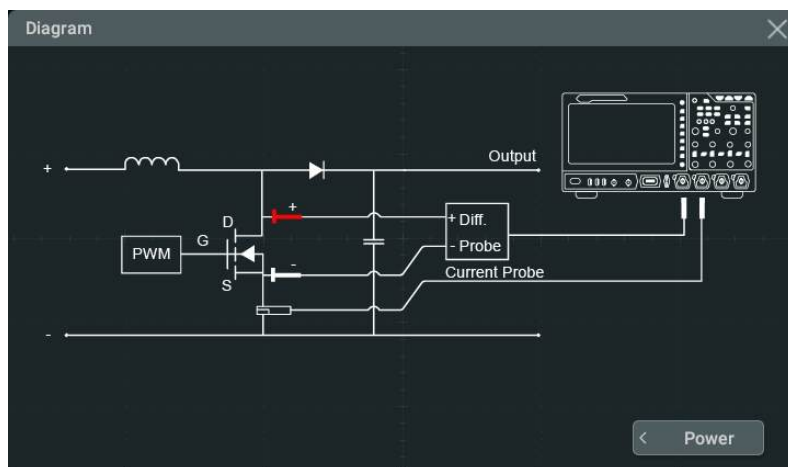 Diagram
Output
+
+
D
+ Diff.
G
PWM
- Probe
-
S
Current Probe
-
Power